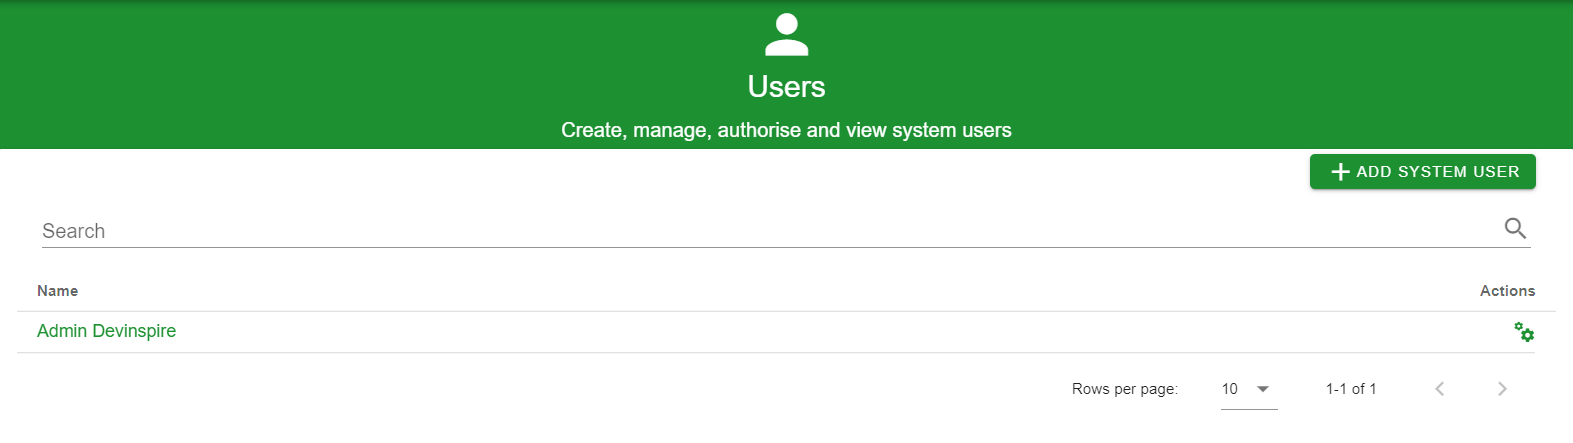 Users
Create, manage, authorise and view system users
ADD SYSTEM USER
Search
Name Actions
Admin Devinspire
Rows per page: 10 1-1 of 1